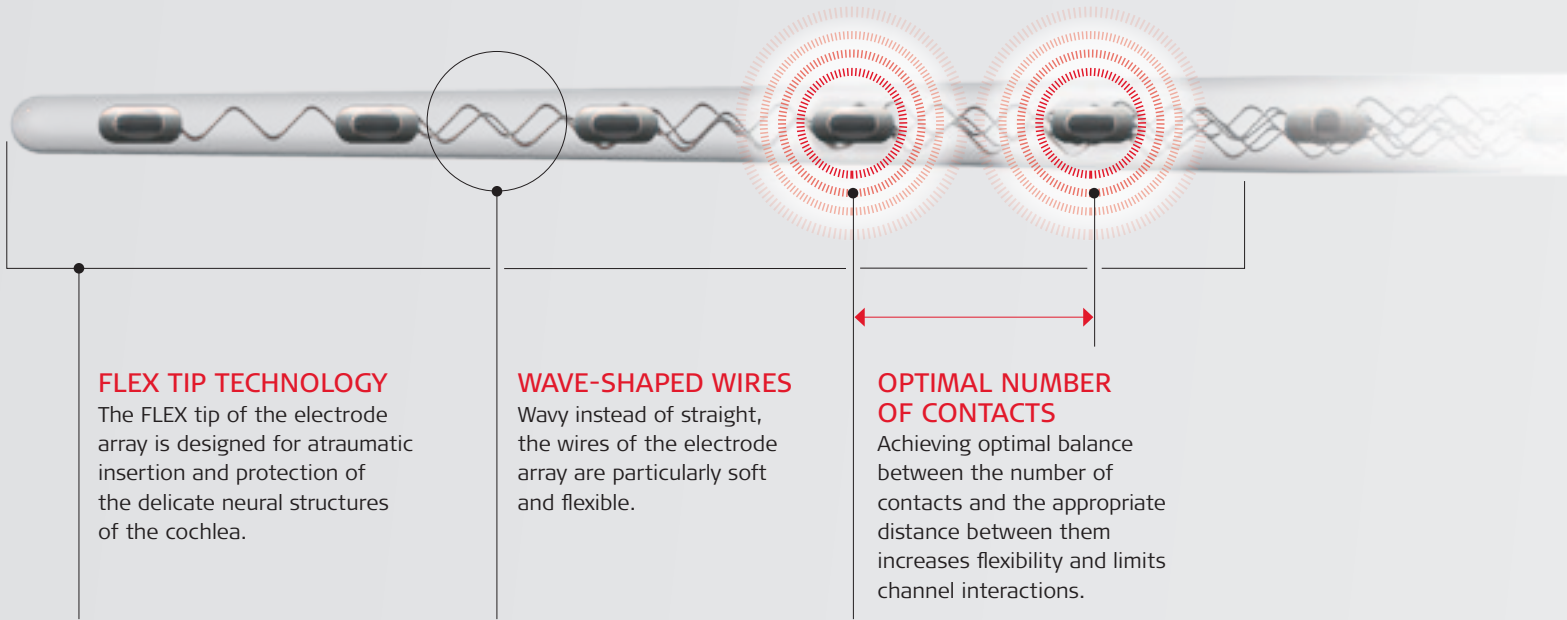 FLEX TIP TECHNOLOGY
The FLEX tip of the electrode
array is designed for atraumatic
insertion and protection of
the delicate neural structures
of the cochlea.
WAVE-SHAPED WIRES
Wavy instead of straight,
the wires of the electrode
array are particularly soft
and flexible.
OPTIMAL NUMBER
OF CONTACTS
Achieving optimal balance
between the number of
contacts and the appropriate
distance between them
increases flexibility and limits
channel interactions.